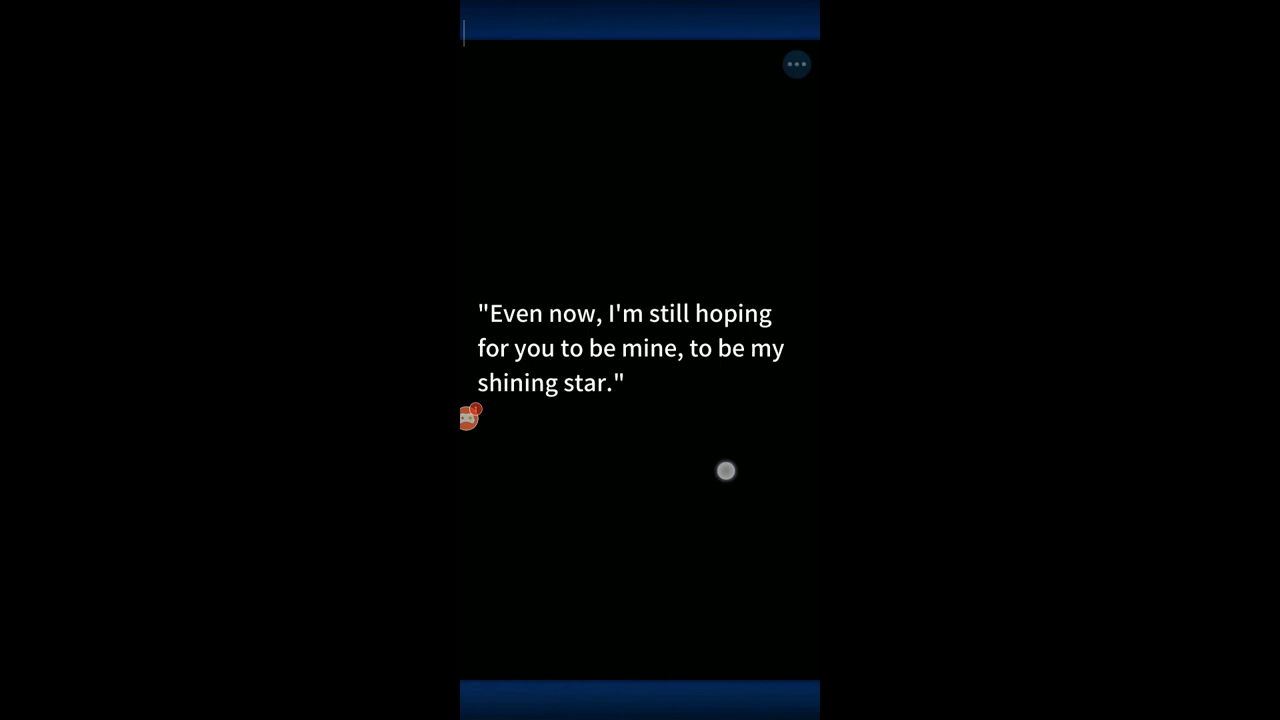 "Even now, I'm still hoping
for you to be mine, to be my
shining star."